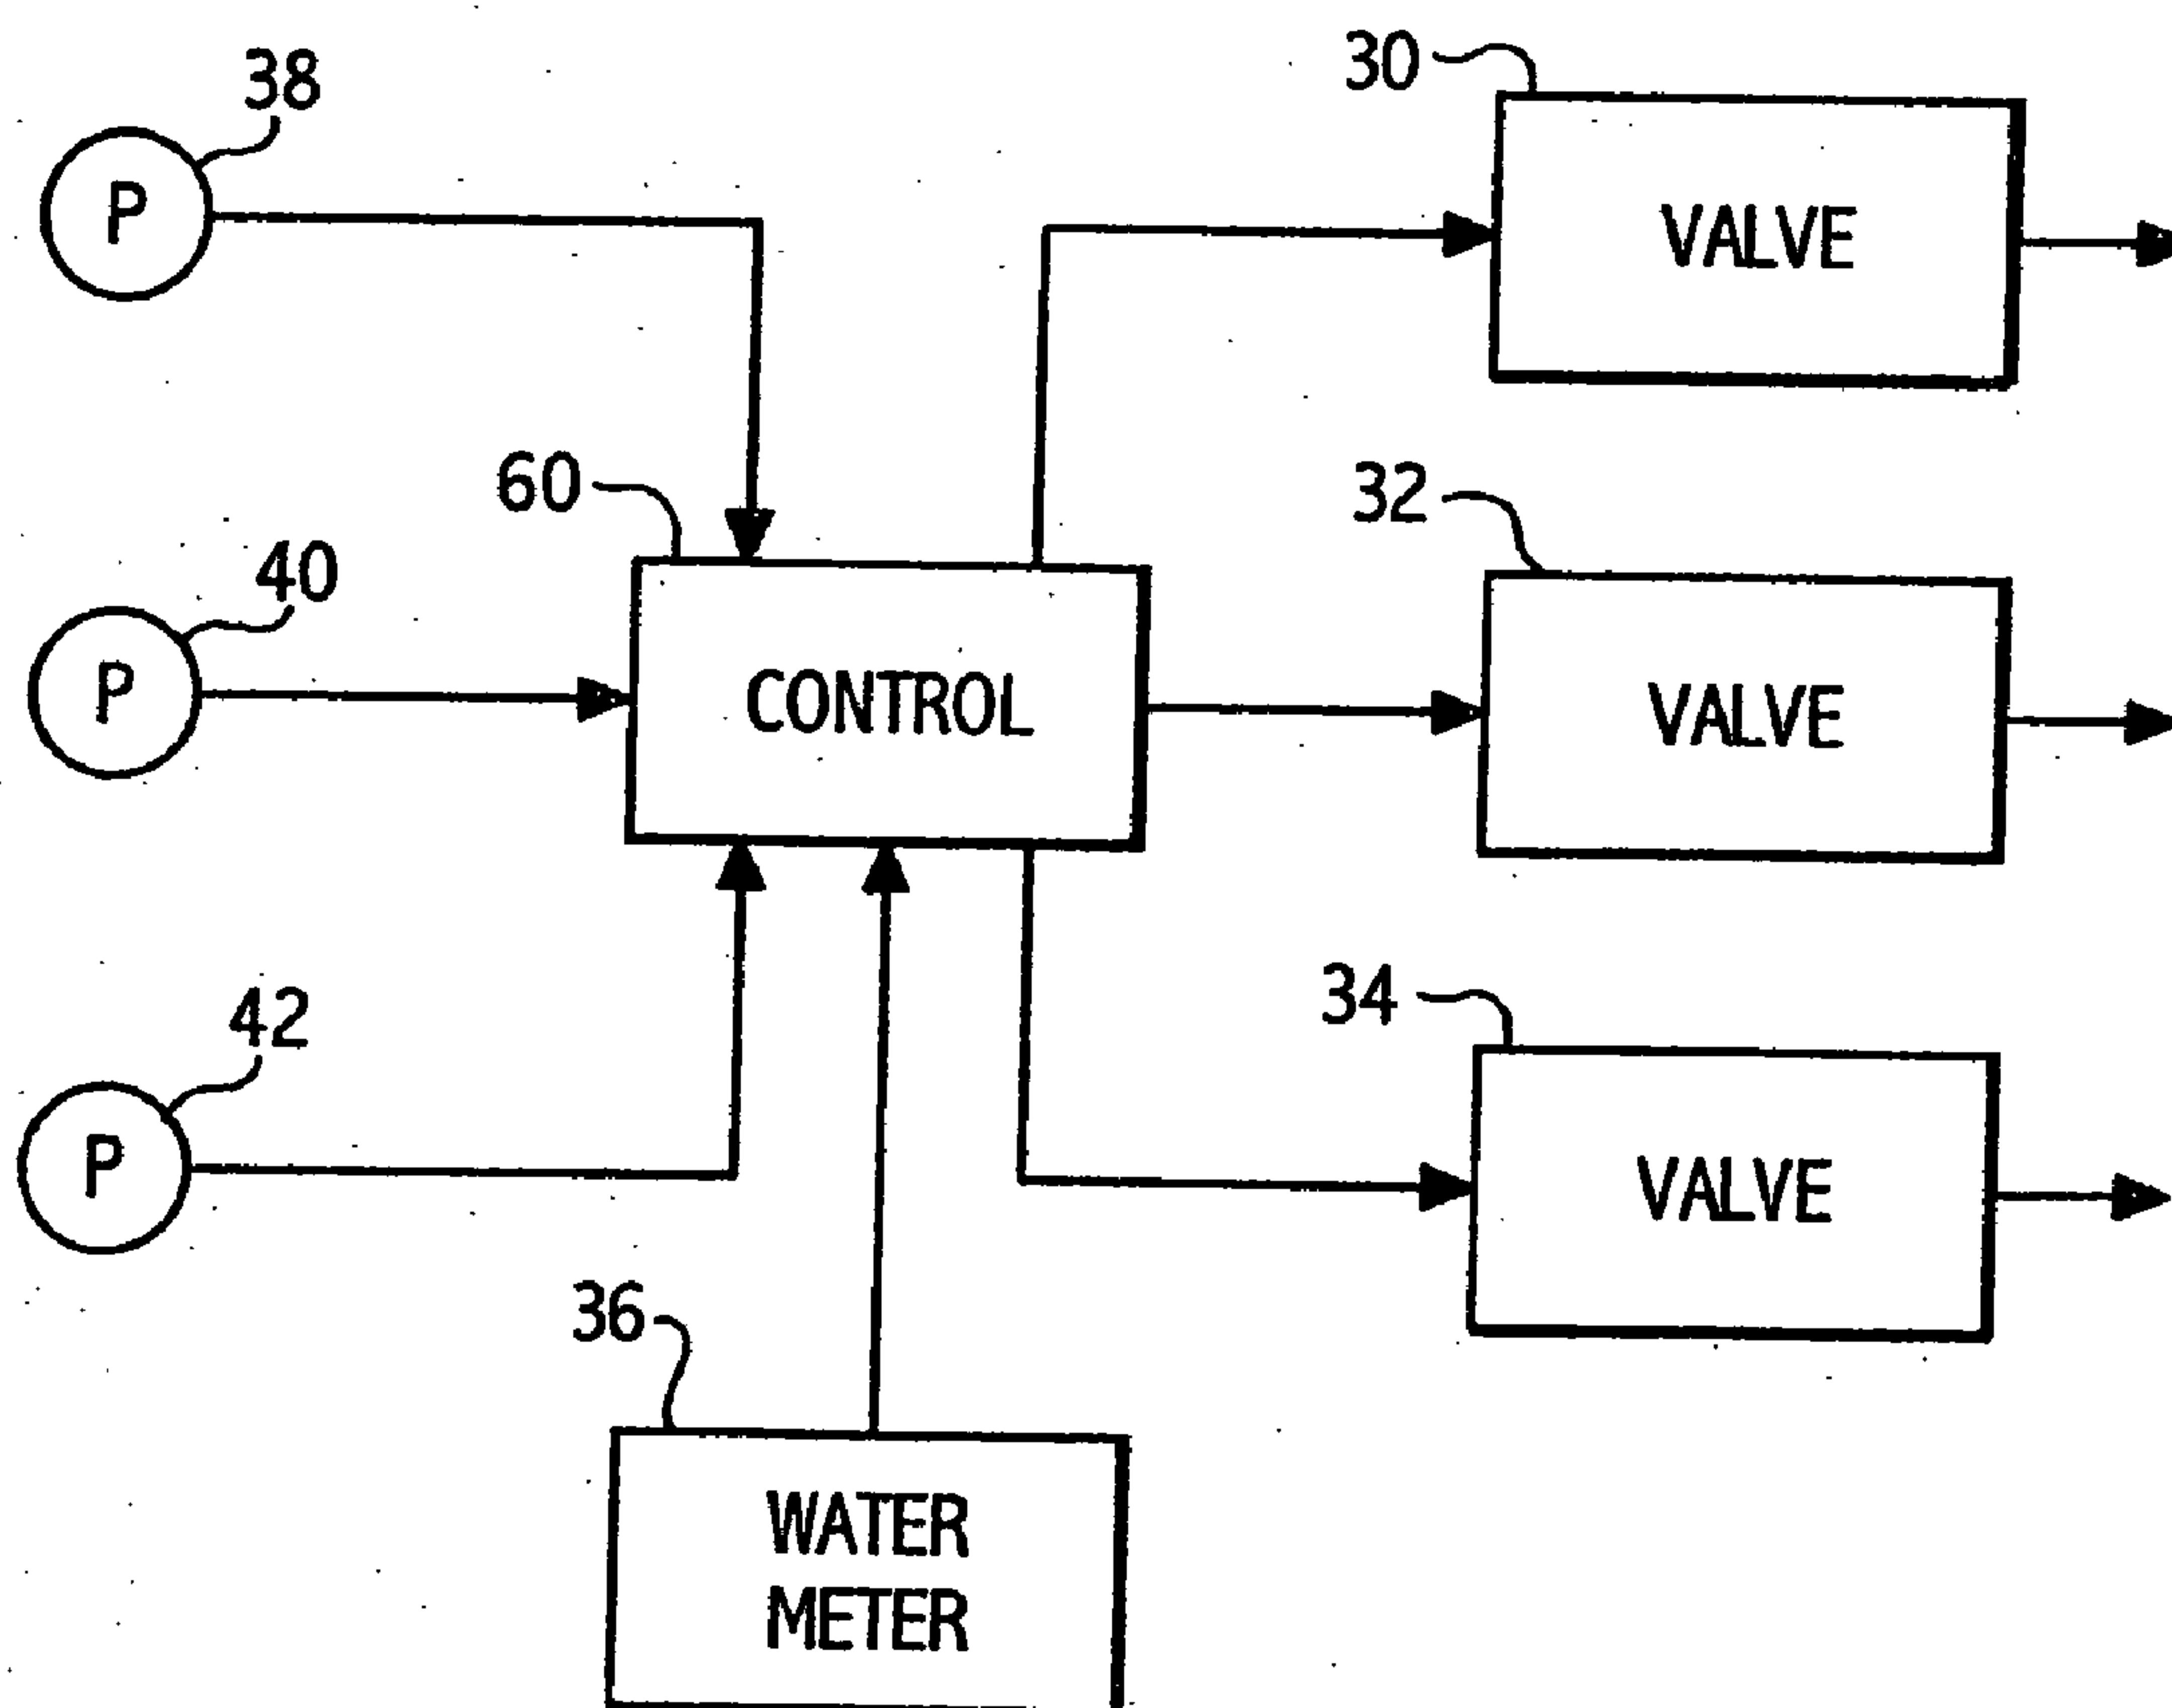 38
P
30
VALVE
60
40
P
CONTROL
32
VALVE
42
P
34
VALVE
36
WATER
METER